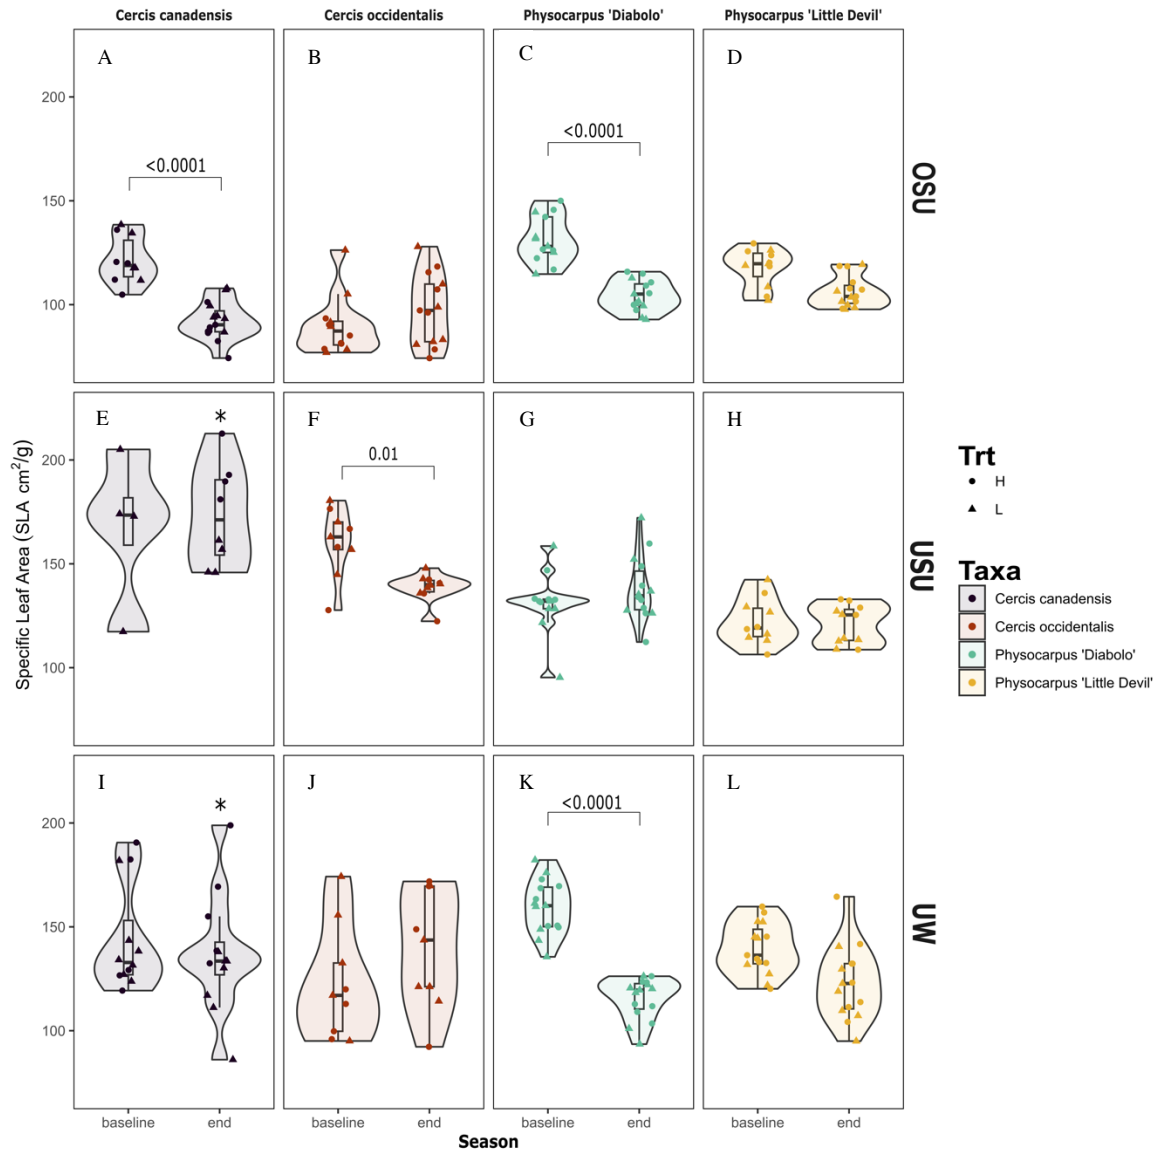 Cercis canadensis
Cercis occidentalis
Physocarpus 'Diabolo'
Physocarpus 'Little Devil'
A
B
C
D
200
150
100
<0.0001
<0.0001
OSU
E
F
G
H
200
150
100
*
0.01
USU
I
J
K
L
200
150
100
*
<0.0001
UW
Specific Leaf Area (SLA cm²/g)
baseline
end
baseline
end
baseline
end
baseline
end
Season
Trt
H
L
Taxa
Cercis canadensis
Cercis occidentalis
Physocarpus 'Diabolo'
Physocarpus 'Little Devil'